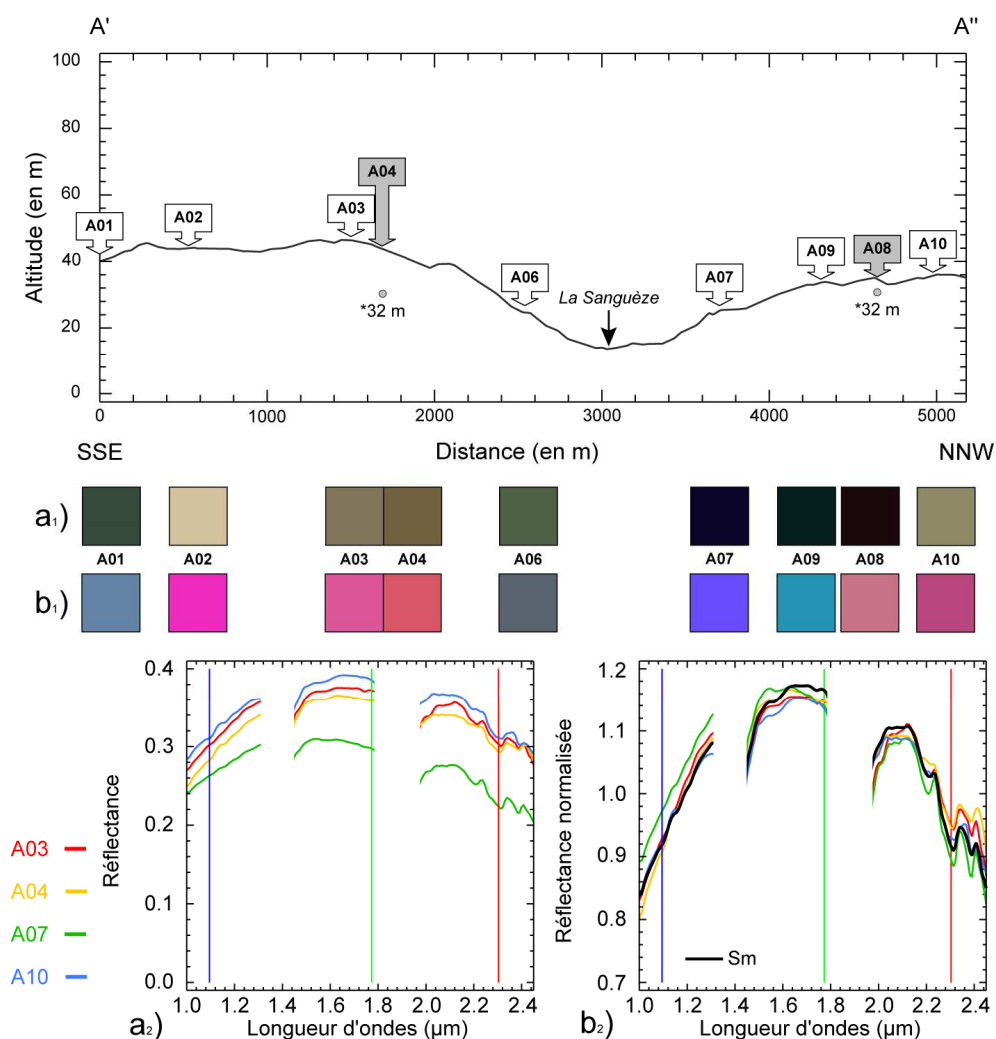 A' A''
100
80
60
40
20
0
Altitude (en m)
A01
A02
A03
A04
A06
A07
A09
A08
A10
*32 m
La Sanguèze
*32 m
0 1000 2000 3000 4000 5000
SSE Distance (en m) NNW
a1)
A01 A02 A03 A04 A06 A07 A09 A08 A10
b1)
0.4
0.3
0.2
0.1
0.0
Réflectance
1.0 1.2 1.4 1.6 1.8 2.0 2.2 2.4
a2) Longueur d'ondes (µm)
A03
A04
A07
A10
1.2
1.1
1.0
0.9
0.8
0.7
Réflectance normalisée
Sm
1.0 1.2 1.4 1.6 1.8 2.0 2.2 2.4
b2) Longueur d'ondes (µm)